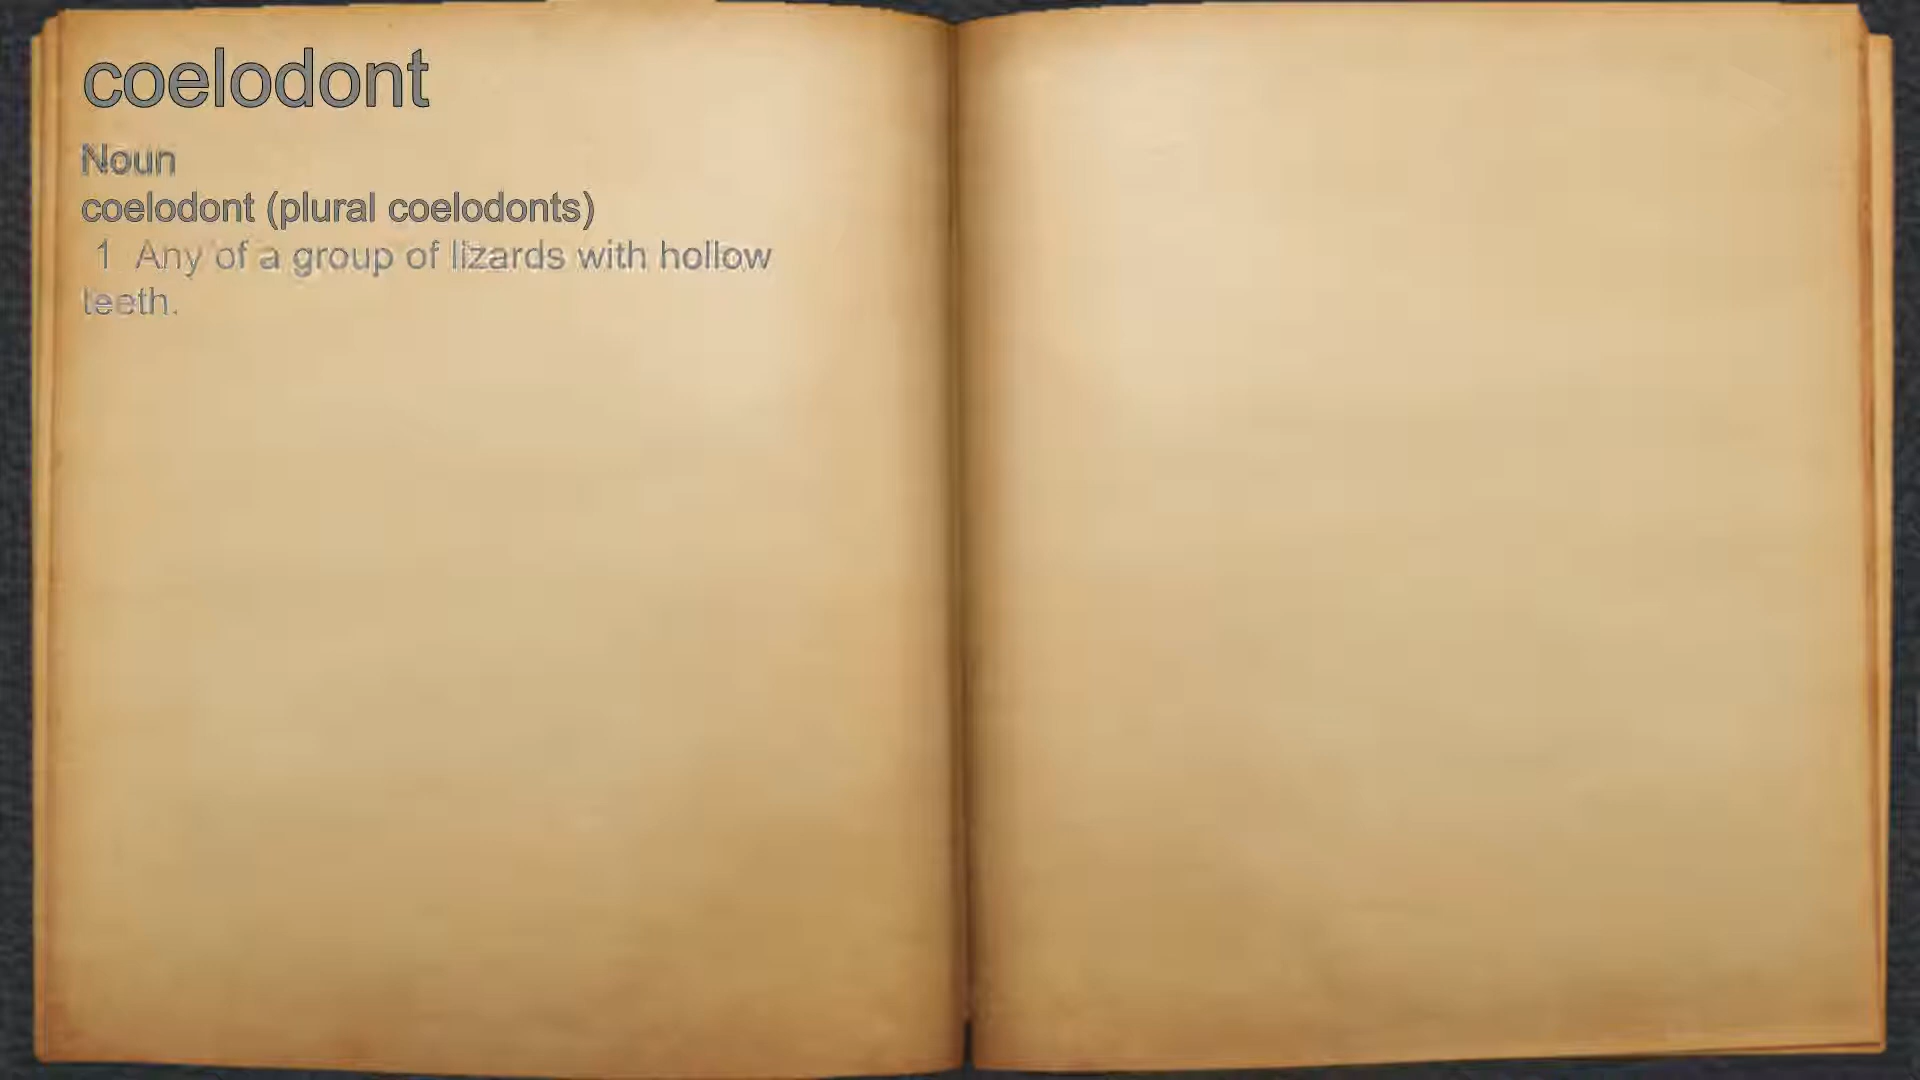 coelodont
Noun
coelodont (plural coelodonts)
1 Any of a group of lizards with hollow
teeth.